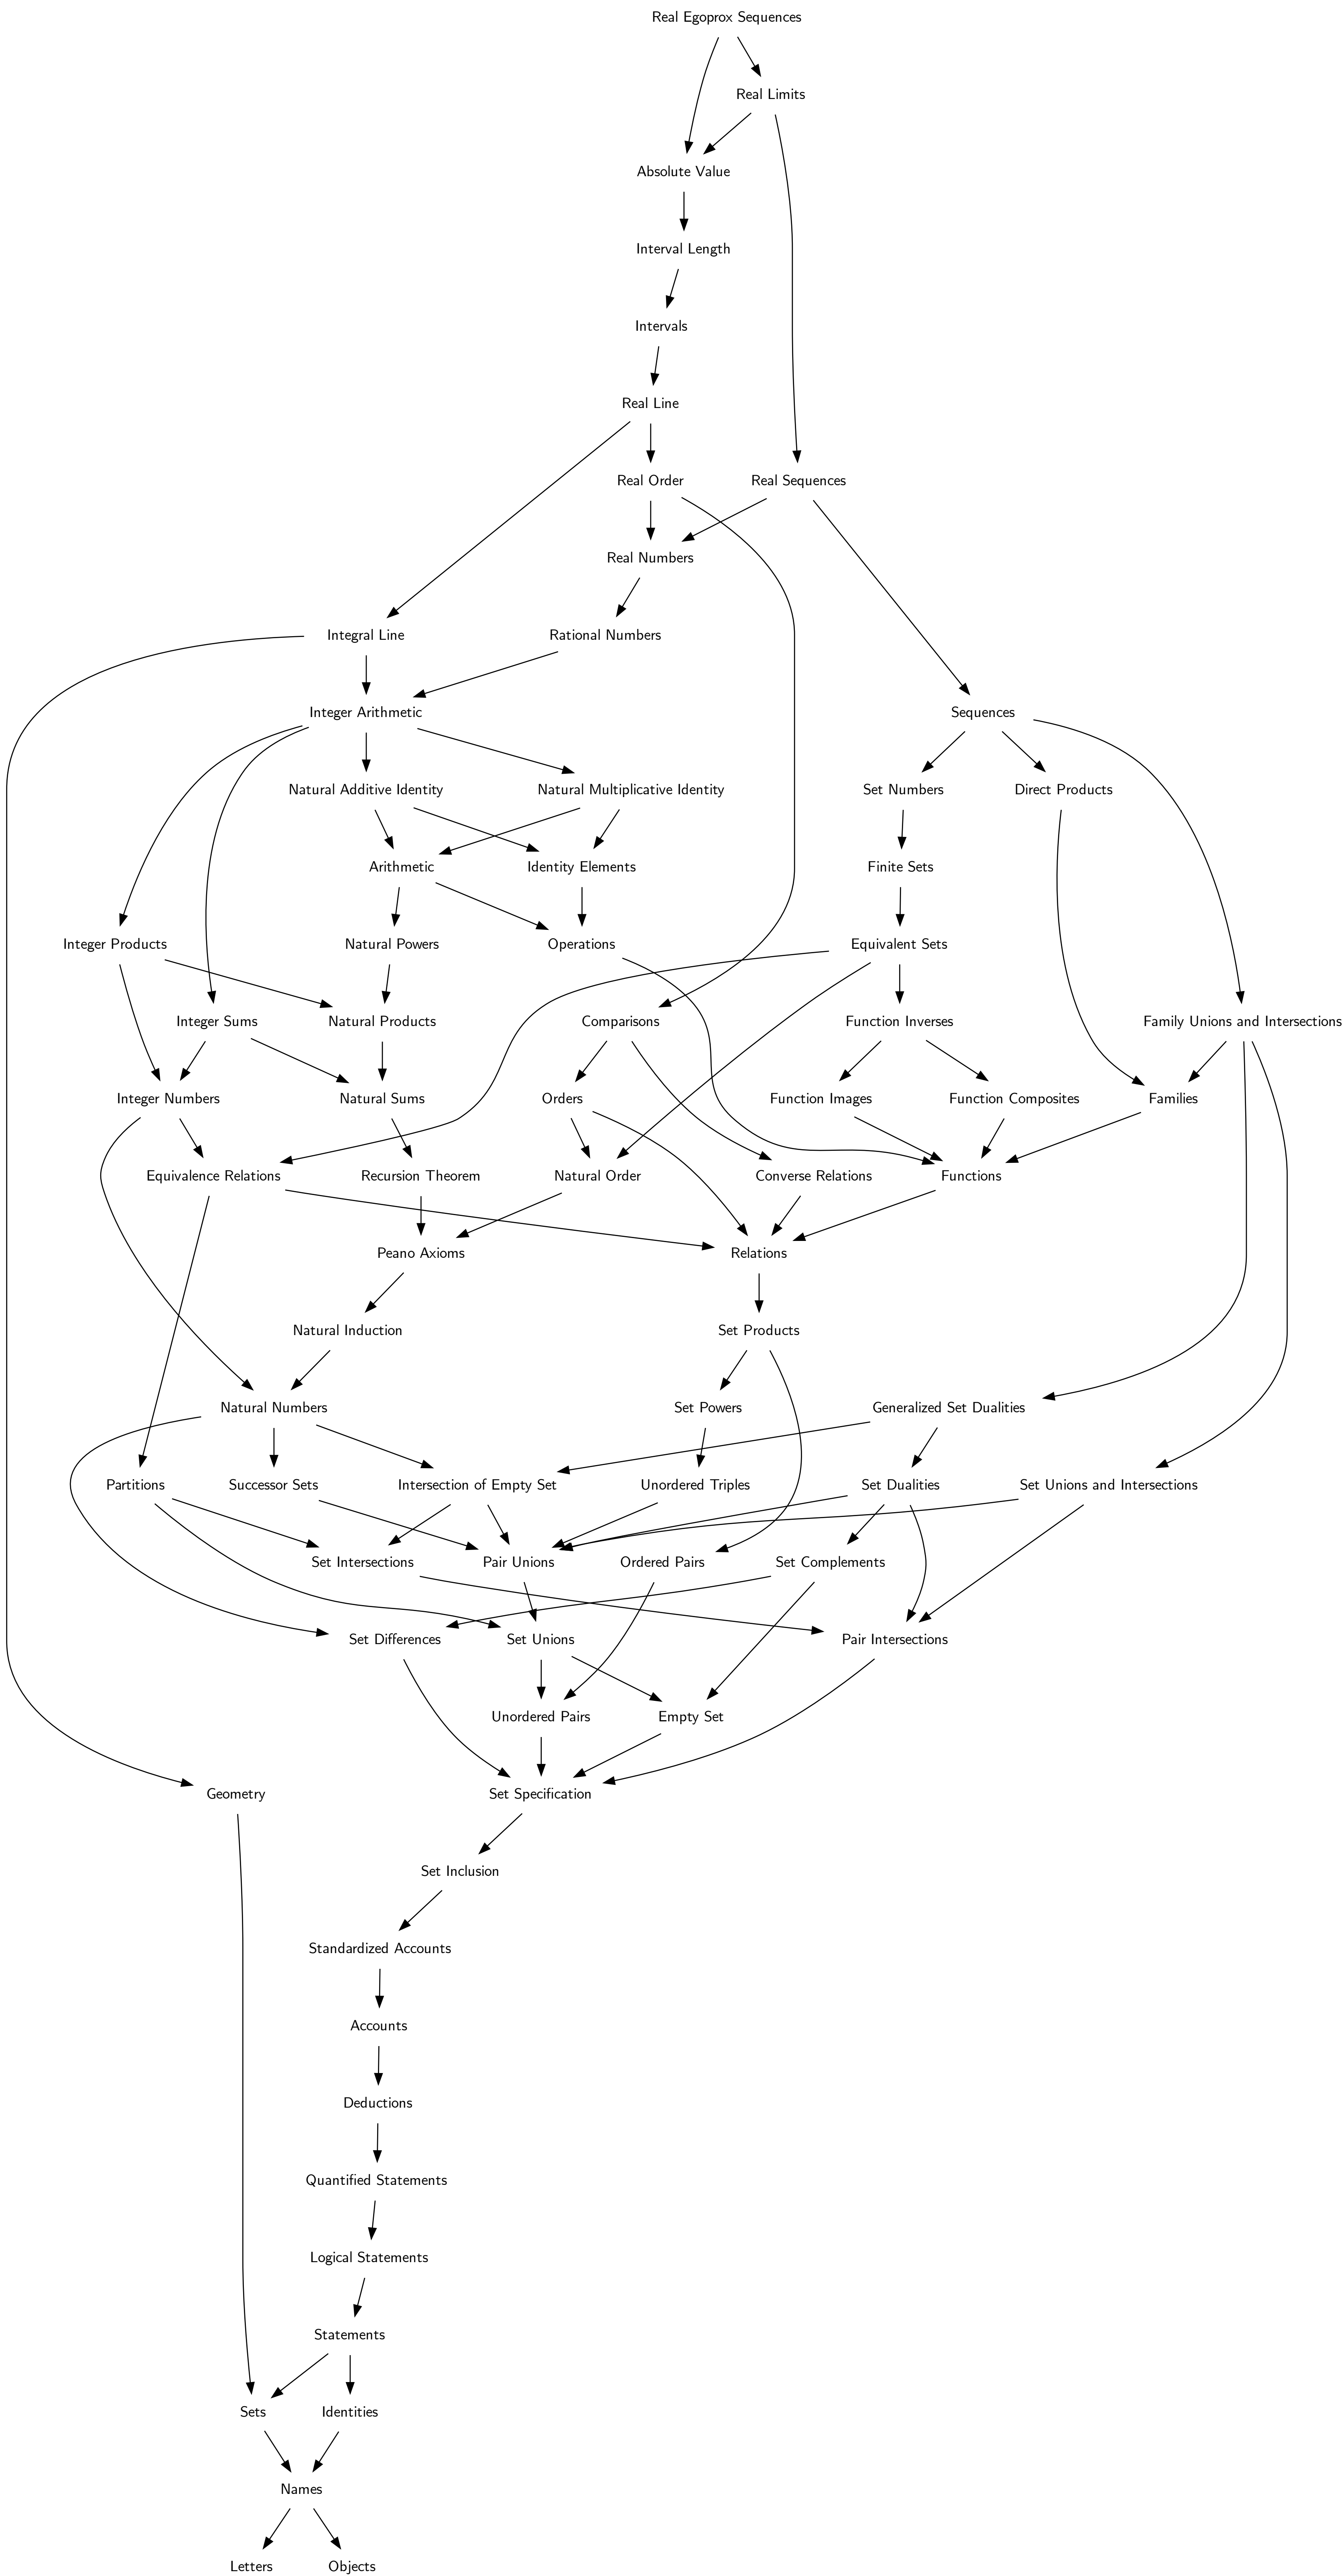 Real Egoprox Sequences
Real Limits
Absolute Value
Interval Length
Intervals
Real Line
Real Order
Real Sequences
Real Numbers
Integral Line
Rational Numbers
Integer Arithmetic
Sequences
Natural Additive Identity
Natural Multiplicative Identity
Set Numbers
Direct Products
Arithmetic
Identity Elements
Finite Sets
Integer Products
Natural Powers
Operations
Equivalent Sets
Integer Sums
Natural Products
Comparisons
Function Inverses
Family Unions and Intersections
Integer Numbers
Natural Sums
Orders
Function Images
Function Composites
Families
Equivalence Relations
Recursion Theorem
Natural Order
Converse Relations
Functions
Peano Axioms
Relations
Natural Induction
Set Products
Natural Numbers
Set Powers
Generalized Set Dualities
Partitions
Successor Sets
Intersection of Empty Set
Unordered Triples
Set Dualities
Set Unions and Intersections
Set Intersections
Pair Unions
Ordered Pairs
Set Complements
Set Differences
Set Unions
Pair Intersections
Unordered Pairs
Empty Set
Geometry
Set Specification
Set Inclusion
Standardized Accounts
Accounts
Deductions
Quantified Statements
Logical Statements
Statements
Sets
Identities
Names
Letters
Objects